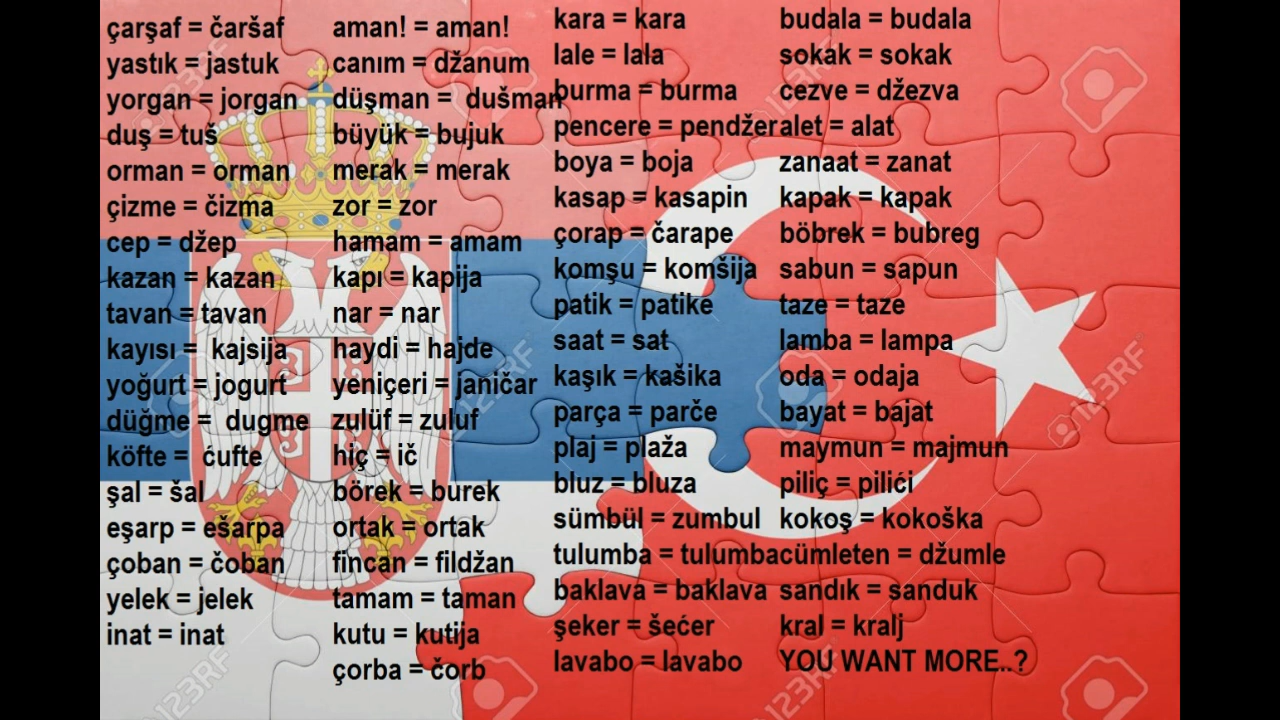 çarşaf = čaršaf
yastık = jastuk
yorgan = jorgan
duş = tuš
orman = orman
çizme = čizma
cep = džep
kazan = kazan
tavan = tavan
kayısı = kajsija
yoğurt = jogurt
düğme = dugme
köfte = ćufte
şal = šal
eşarp = ešarpa
çoban = čoban
yelek = jelek
inat = inat
aman! = aman!
canım = džanum
düşman = dušman
büyük = bujuk
merak = merak
zor = zor
hamam = amam
kapı = kapija
nar = nar
haydi = hajde
yeniçeri = janičar
zulüf = zuluf
hiç = ič
börek = burek
ortak = ortak
fincan = fildžan
tamam = taman
kutu = kutija
çorba = čorb
kara = kara
lale = lala
burma = burma
pencere = pendžer
boya = boja
kasap = kasapin
çorap = čarape
komşu = komšija
patik = patike
saat = sat
kaşık = kašika
parça = parče
plaj = plaža
bluz = bluza
sümbül = zumbul
tulumba = tulumba
baklava = baklava
şeker = šećer
lavabo = lavabo
budala = budala
sokak = sokak
cezve = džezva
alet = alat
zanaat = zanat
kapak = kapak
böbrek = bubreg
sabun = sapun
taze = taze
lamba = lampa
oda = odaja
bayat = bajat
maymun = majmun
piliç = pilići
kokoş = kokoška
cümleten = džumle
sandık = sanduk
kral = kralj
YOU WANT MORE..?
123RF
123RF
123RF
123RF
123RF
123RF